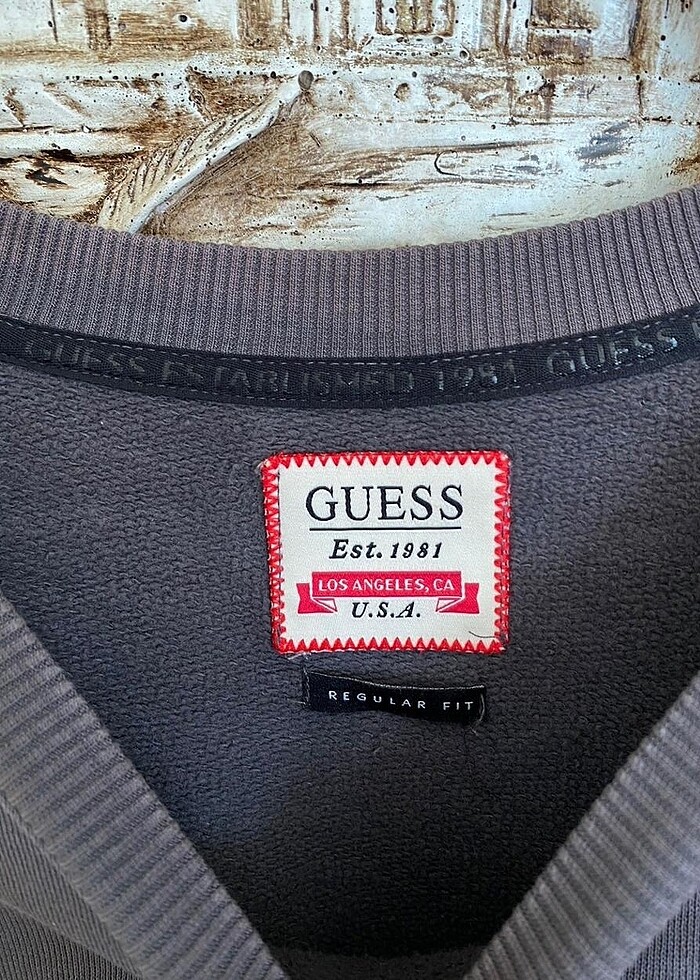 GUESS ESTABLISHED 1981 GUESS
GUESS
Est. 1981
LOS ANGELES, CA
U.S.A.
REGULAR FIT